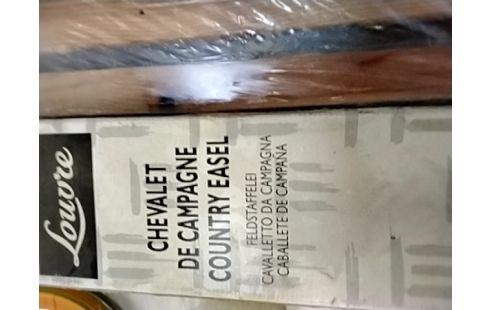 Louvre
CHEVALET
DE CAMPAGNE
COUNTRY EASEL
FELDSTAFFELEI
CAVALLETTO DA CAMPAGNA
CABALLETE DE CAMPAÑA